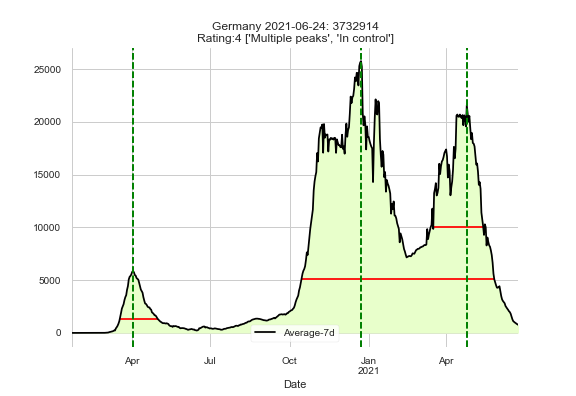 Germany 2021-06-24: 3732914
Rating:4 ['Multiple peaks', 'In control']
25000
20000
15000
10000
5000
0
Average-7d
Apr
Jul
Oct
Jan
2021
Apr
Date